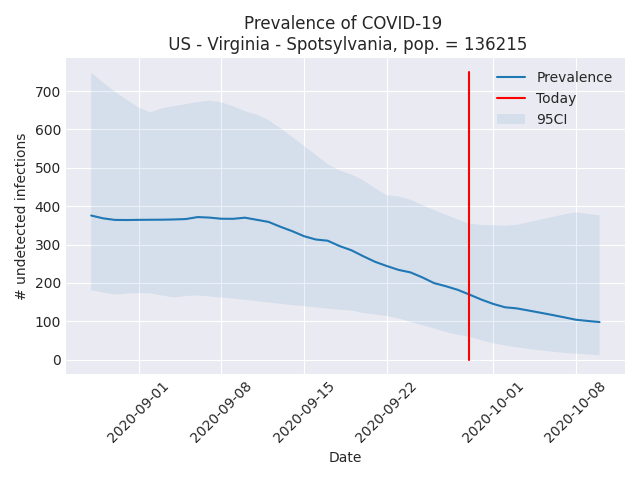 Prevalence of COVID-19
US - Virginia - Spotsylvania, pop. = 136215
Prevalence
Today
95CI
# undetected infections
700
600
500
400
300
200
100
0
2020-09-01
2020-09-08
2020-09-15
2020-09-22
2020-10-01
2020-10-08
Date